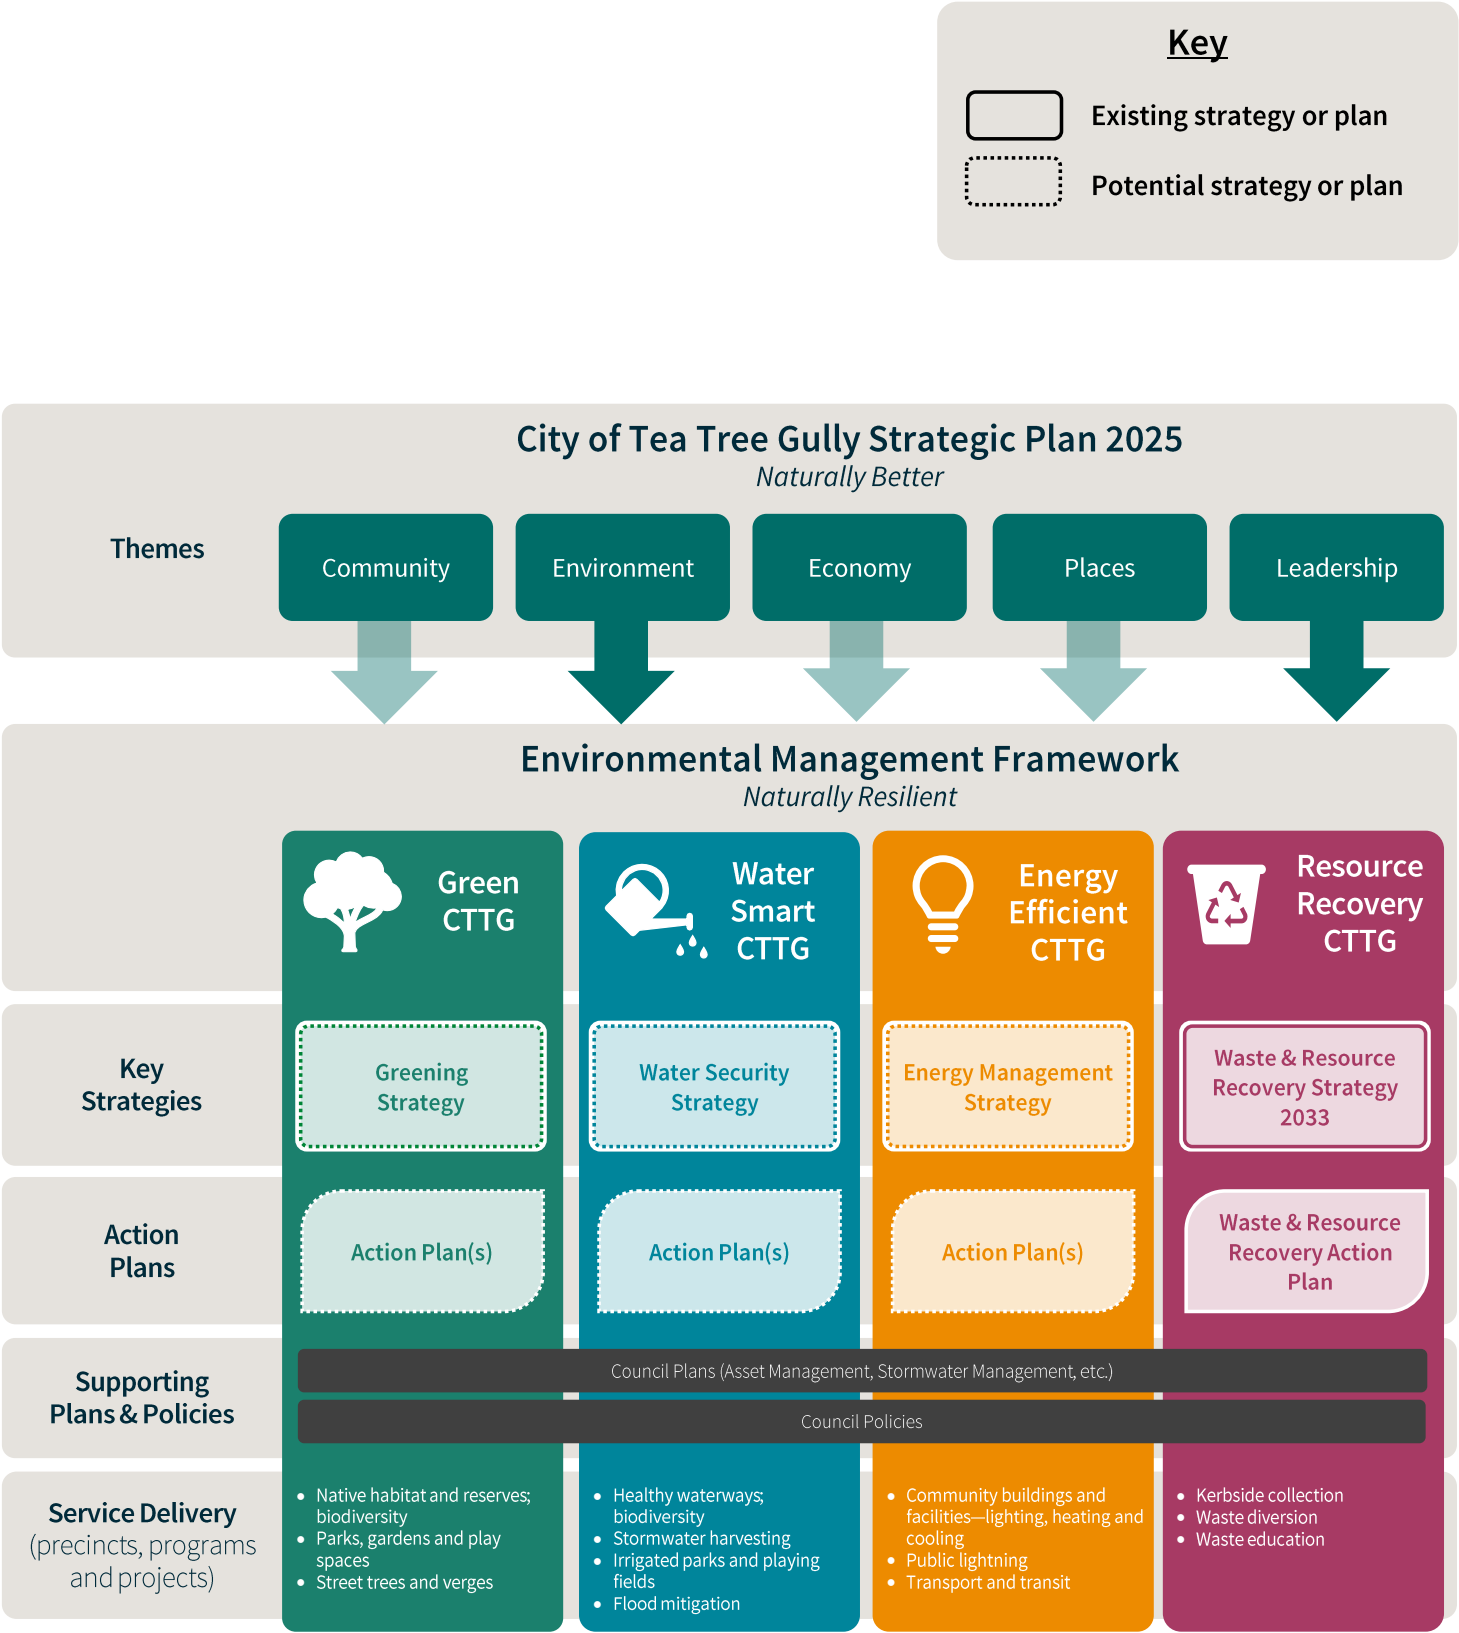 Key
Existing strategy or plan
Potential strategy or plan
City of Tea Tree Gully Strategic Plan 2025
Naturally Better
Themes
Community
Environment
Economy
Places
Leadership
Environmental Management Framework
Naturally Resilient
Green
CTTG
Water
Smart
CTTG
Energy
Efficient
CTTG
Resource
Recovery
CTTG
Key
Strategies
Greening
Strategy
Water Security
Strategy
Energy Management
Strategy
Waste & Resource
Recovery Strategy
2033
Action
Plans
Action Plan(s)
Action Plan(s)
Action Plan(s)
Waste & Resource
Recovery Action
Plan
Supporting
Plans & Policies
Council Plans (Asset Management, Stormwater Management, etc.)
Council Policies
Service Delivery
(precincts, programs
and projects)
• Native habitat and reserves;
biodiversity
• Parks, gardens and play
spaces
• Street trees and verges
• Healthy waterways;
biodiversity
• Stormwater harvesting
• Irrigated parks and playing
fields
• Flood mitigation
• Community buildings and
facilities—lighting, heating and
cooling
• Public lightning
• Transport and transit
• Kerbside collection
• Waste diversion
• Waste education